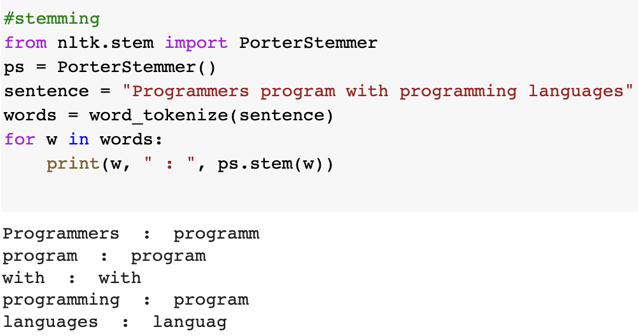 #stemming
from nltk.stem import PorterStemmer
ps = PorterStemmer()
sentence = "Programmers program with programming languages"
words = word_tokenize(sentence)
for w in words:
    print(w, " : ", ps.stem(w))
Programmers  :  programm
program  :  program
with  :  with
programming  :  program
languages  :  languag